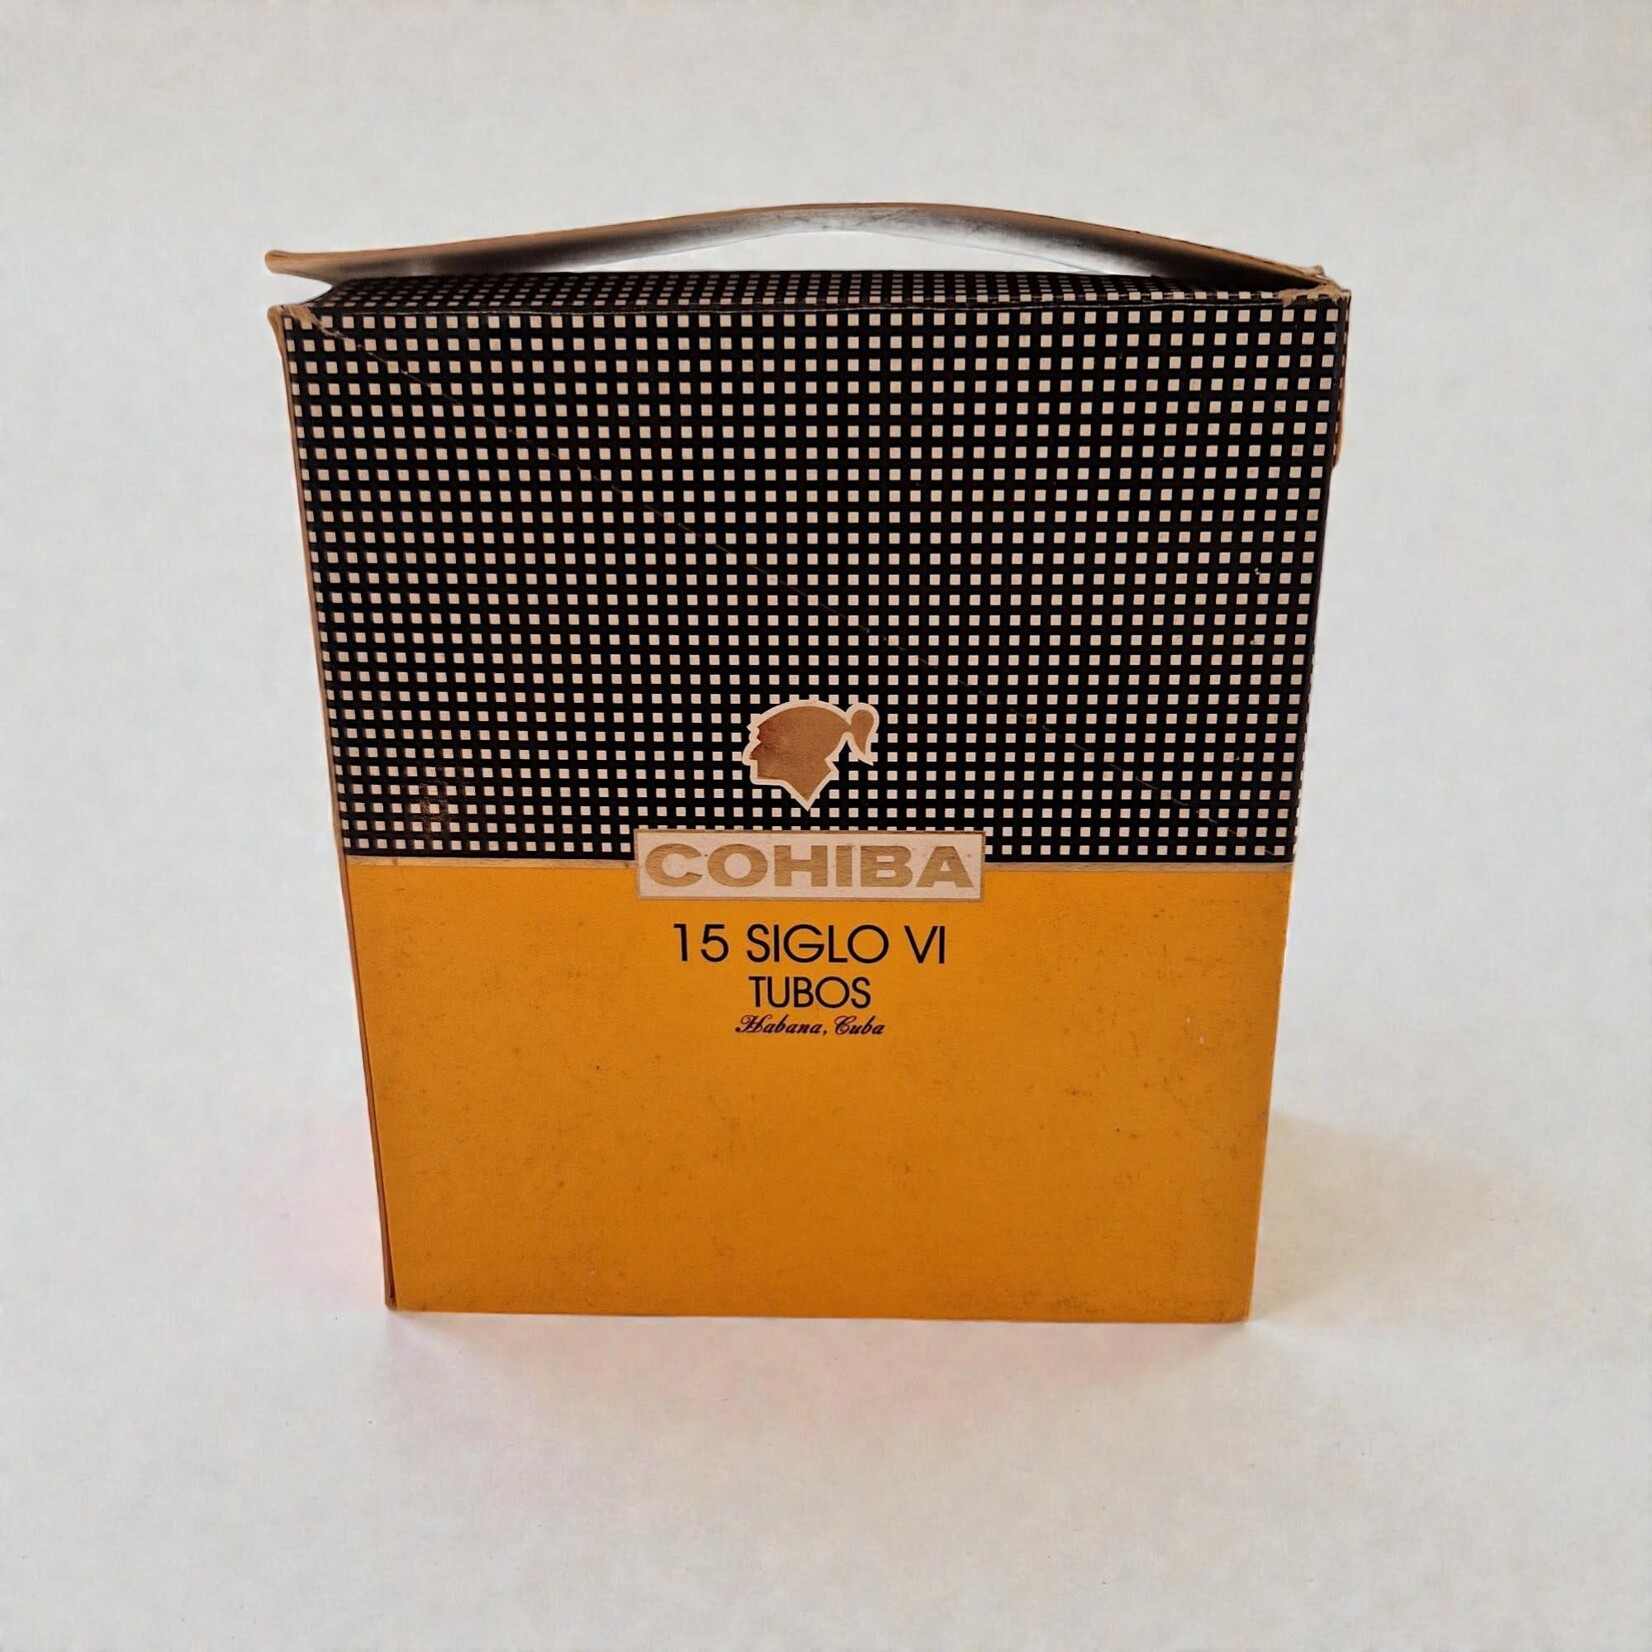 COHIBA
15 SIGLO VI
TUBOS
Habana, Cuba